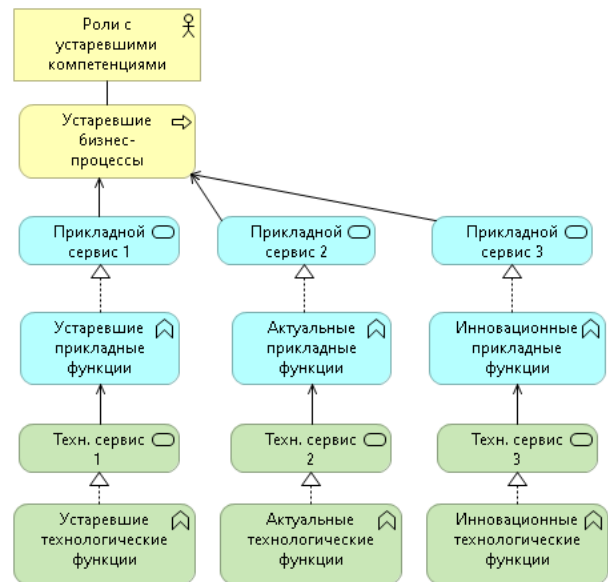 Роли с
устаревшими
компетенциями
Устаревшие
бизнес-
процессы
Прикладной
сервис 1
Прикладной
сервис 2
Прикладной
сервис 3
Устаревшие
прикладные
функции
Актуальные
прикладные
функции
Инновационные
прикладные
функции
Техн. сервис
1
Техн. сервис
2
Техн. сервис
3
Устаревшие
технологические
функции
Актуальные
технологические
функции
Инновационные
технологические
функции